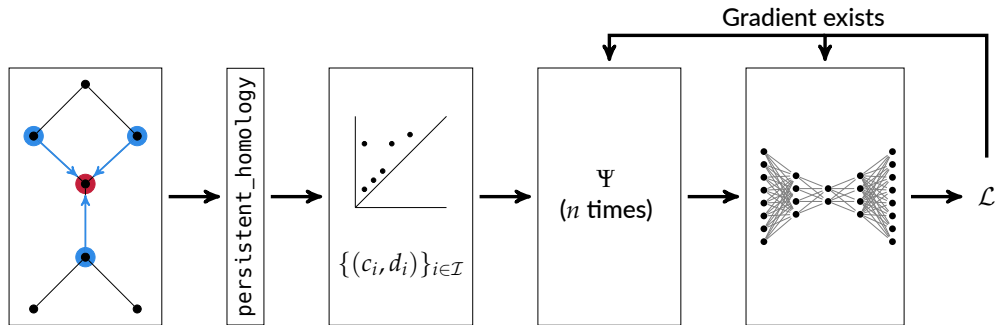 Gradient exists
persistent_homology
{(c_i, d_i)}_{i∈ℐ}
Ψ
(n times)
ℒ